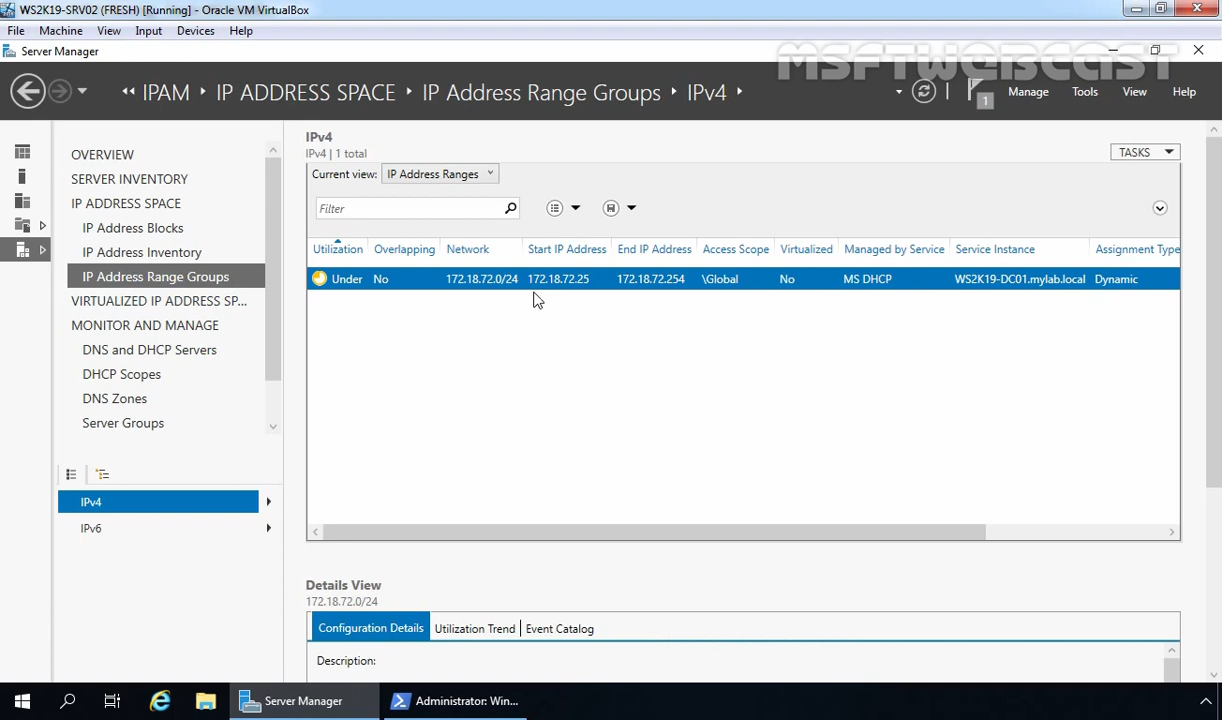 WS2K19-SRV02 (FRESH) [Running] - Oracle VM VirtualBox
File Machine View Input Devices Help
Server Manager
MSFTWEBCAST
IPAM IP ADDRESS SPACE IP Address Range Groups IPv4
1 Manage Tools View Help
OVERVIEW
SERVER INVENTORY
IP ADDRESS SPACE
IP Address Blocks
IP Address Inventory
IP Address Range Groups
VIRTUALIZED IP ADDRESS SP...
MONITOR AND MANAGE
DNS and DHCP Servers
DHCP Scopes
DNS Zones
Server Groups
IPv4
IPv6
IPv4
IPv4 | 1 total
TASKS
Current view: IP Address Ranges
Filter
Utilization Overlapping Network Start IP Address End IP Address Access Scope Virtualized Managed by Service Service Instance Assignment Type
Under No 172.18.72.0/24 172.18.72.25 172.18.72.254 \Global No MS DHCP WS2K19-DC01.mylab.local Dynamic
Details View
172.18.72.0/24
Configuration Details Utilization Trend Event Catalog
Description:
Server Manager Administrator: Win...